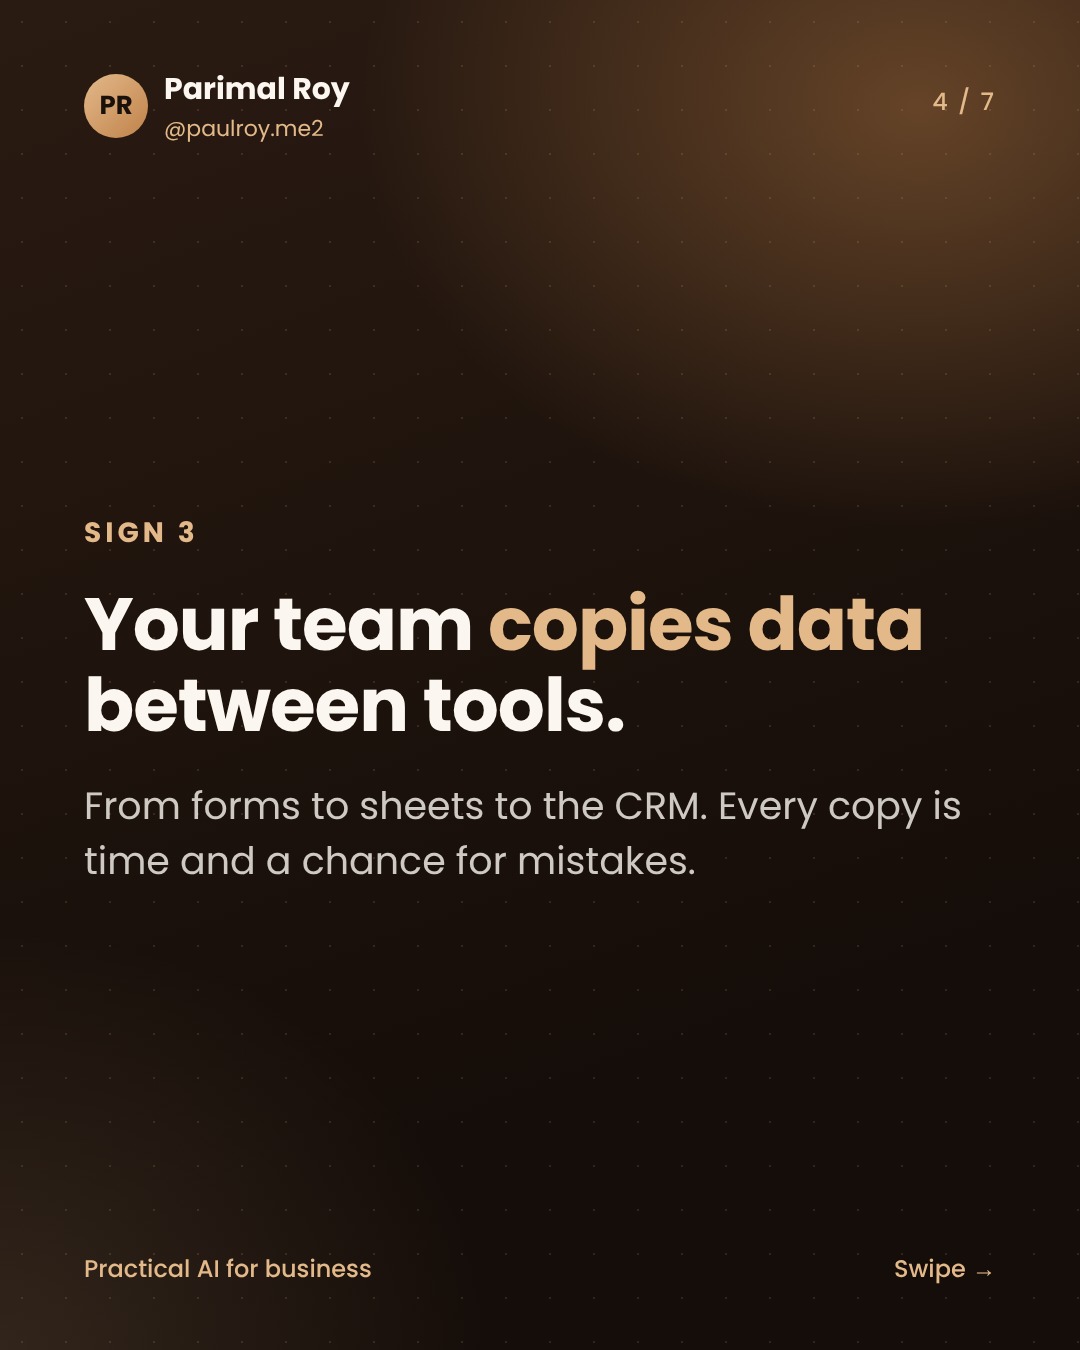 PR
Parimal Roy
@paulroy.me2
4 / 7
SIGN 3
Your team copies data
between tools.
From forms to sheets to the CRM. Every copy is
time and a chance for mistakes.
Practical AI for business
Swipe →